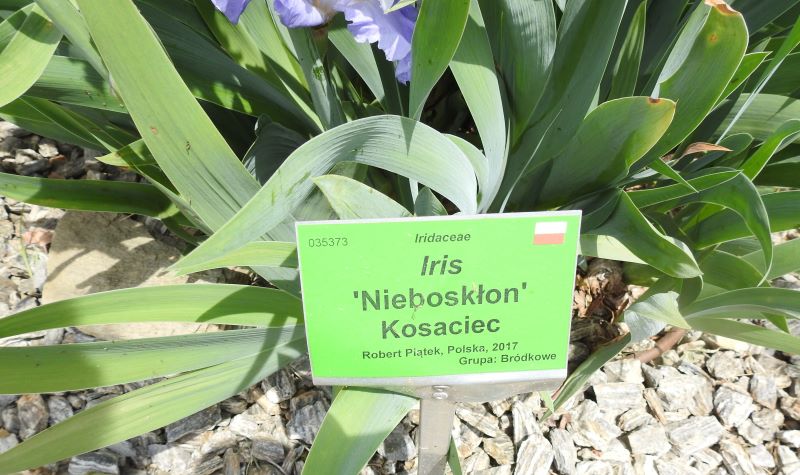 035373
Iridaceae
Iris
'Nieboskłon'
Kosaciec
Robert Piątek, Polska, 2017
Grupa: Bródkowe